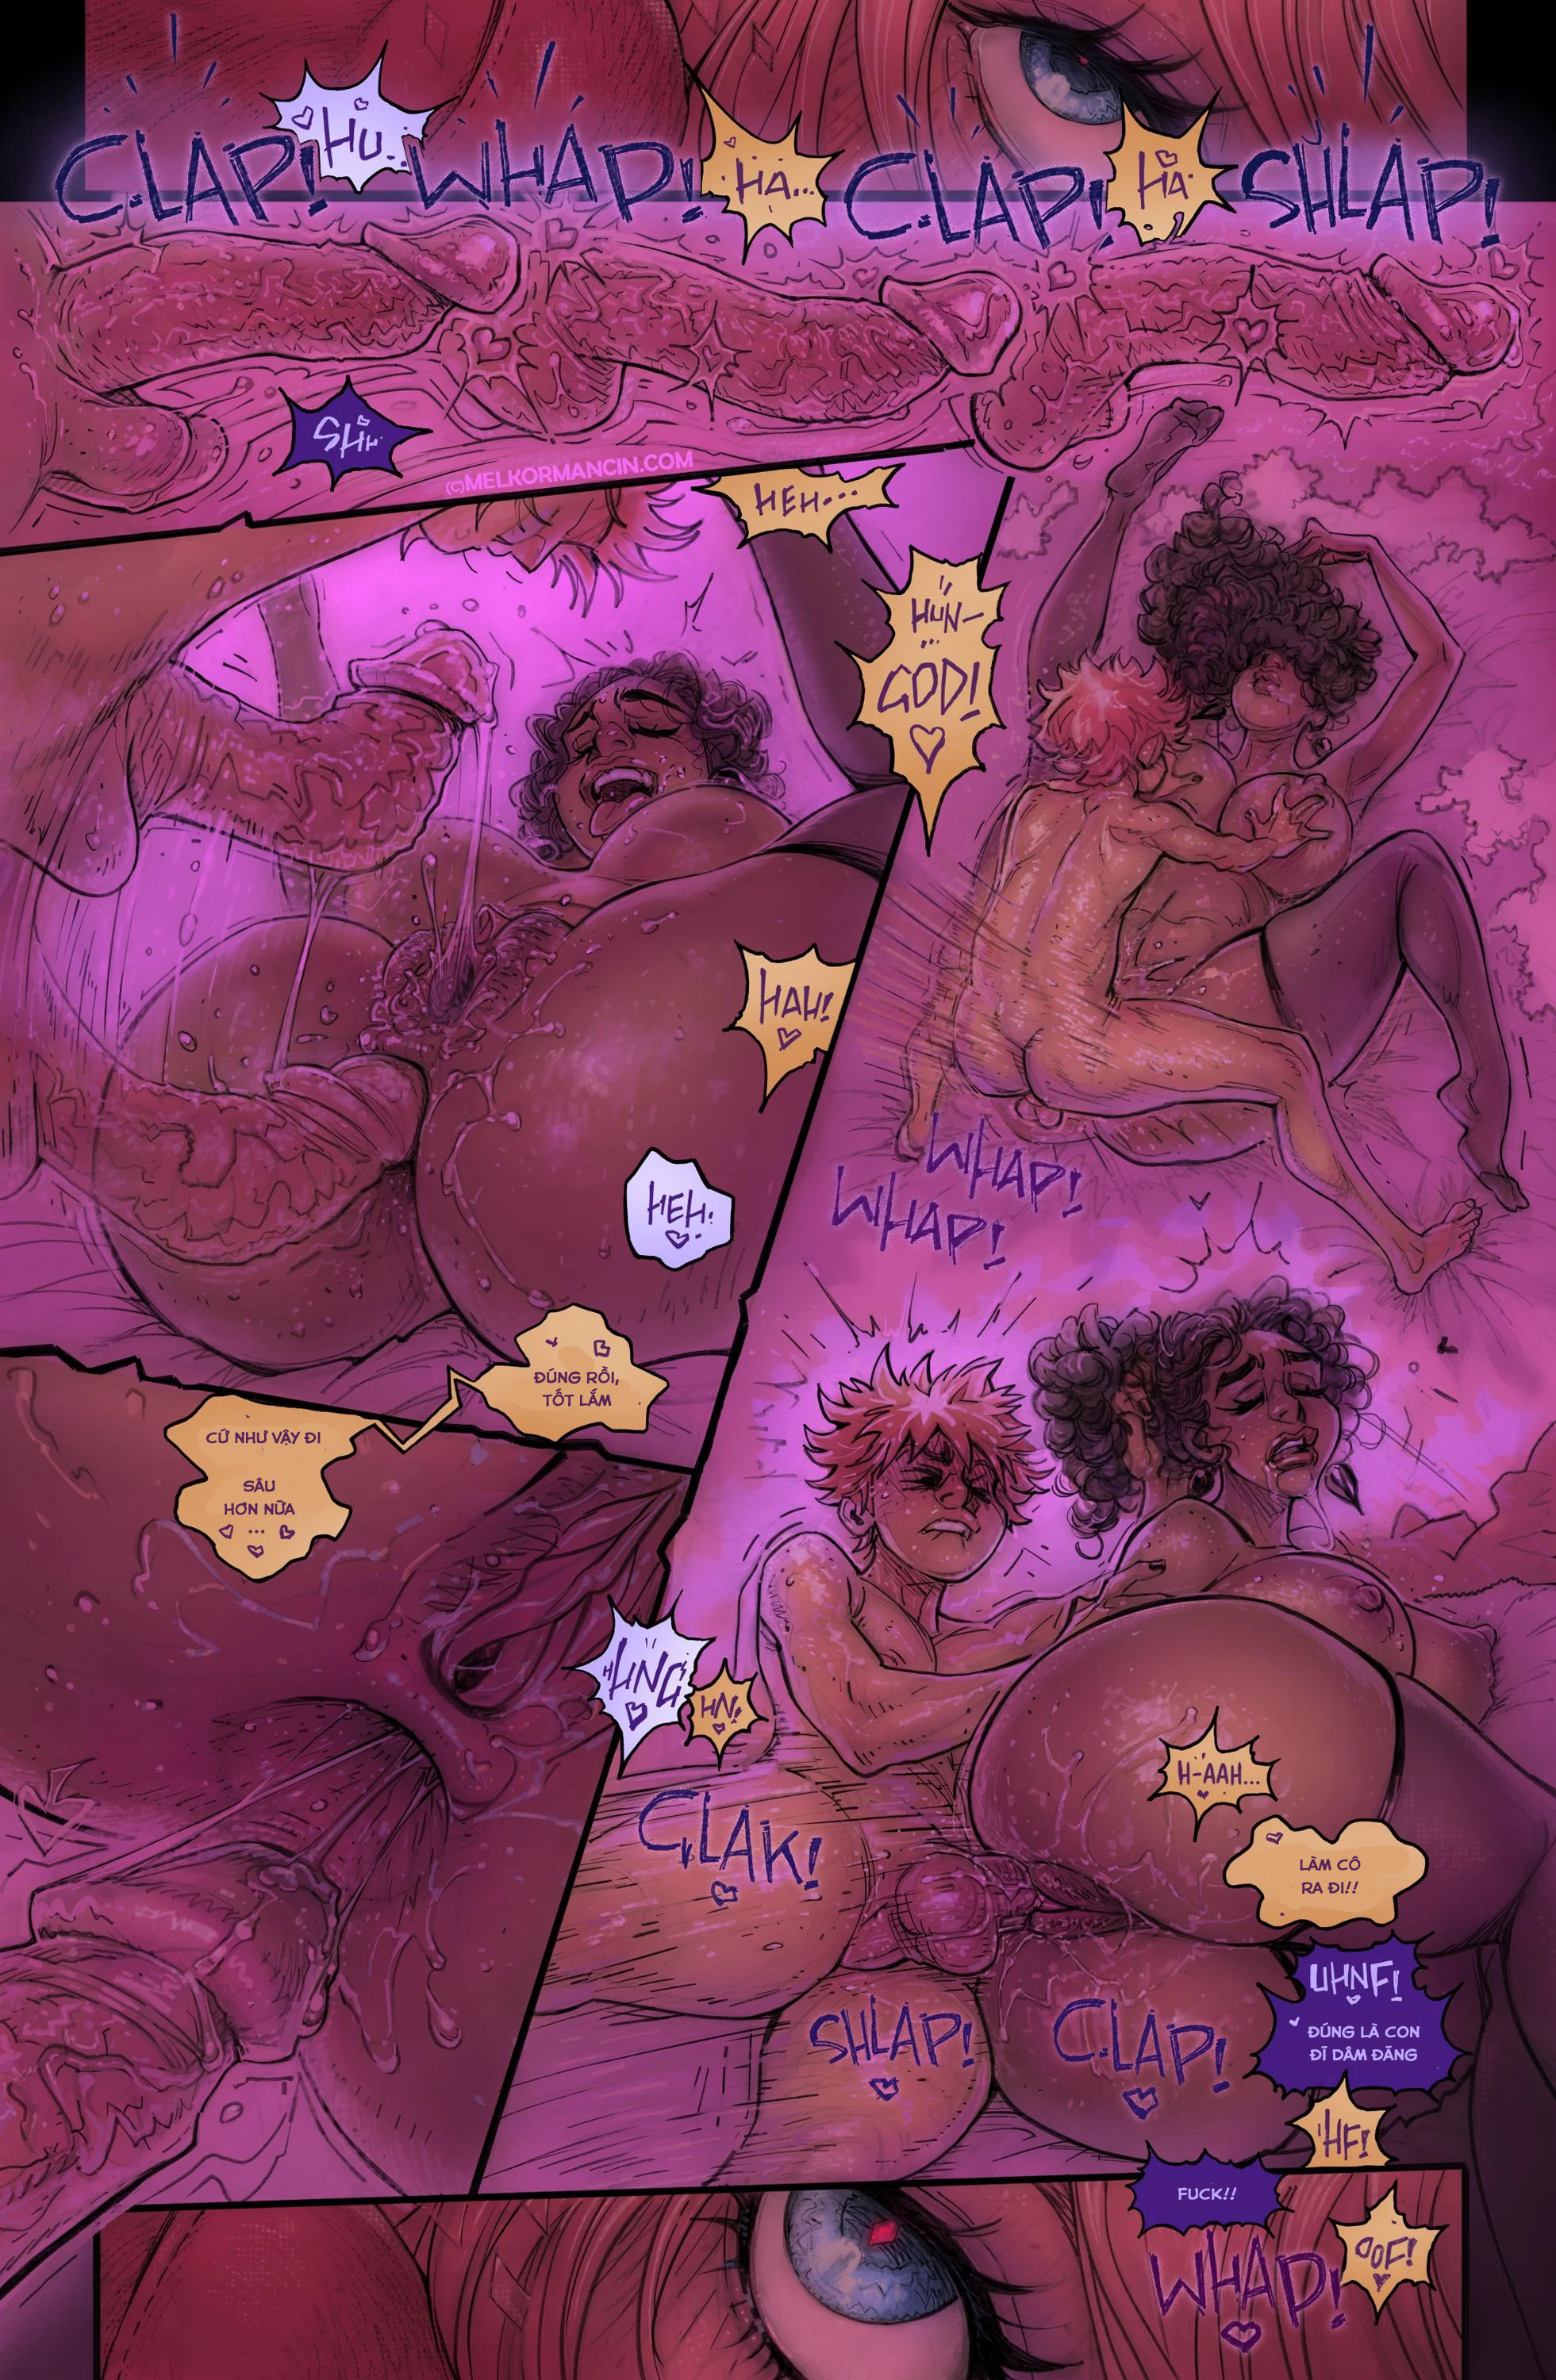 CLAP!
HU..
WHAP!
HA...
CLAP!
HA
SHLAP!
SHH
(C)MELKORMANCIN.COM
HEH...
HUN—
...
GOD!
HAH!
HEH!
WHAP!
WHAP!
ĐÚNG RỒI,
TỐT LẮM
CỨ NHƯ VẬY ĐI
SÂU
HƠN NỮA
...
HNG
HN!
H-AAH...
CLAK!
LÀM CÔ
RA ĐI!!
UHNF!
ĐÚNG LÀ CON
ĐĨ DÂM ĐÃNG
SHLAP!
CLAP!
HF!
FUCK!!
WHAP!
OOF!